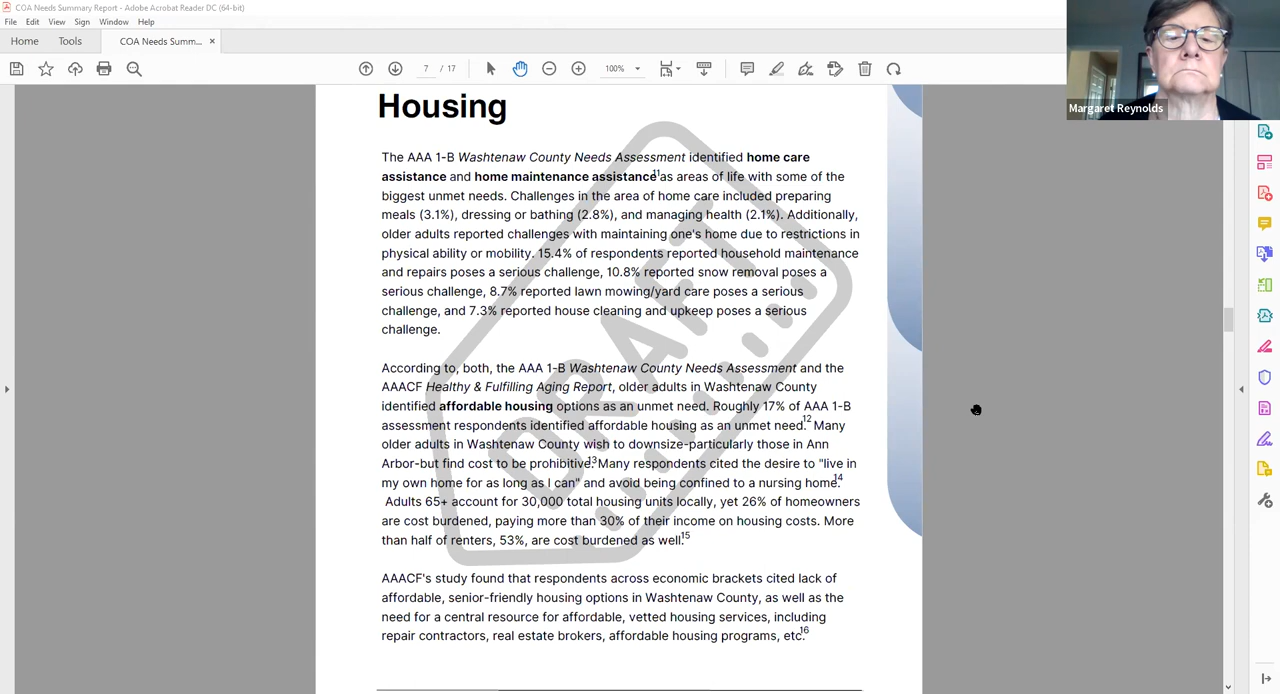 COA Needs Summary Report - Adobe Acrobat Reader DC (64-bit)
File Edit View Sign Window Help
Home Tools COA Needs Summ... ×
7 / 17 100%
Margaret Reynolds
Housing
The AAA 1-B Washtenaw County Needs Assessment identified home care
assistance and home maintenance assistance11 as areas of life with some of the
biggest unmet needs. Challenges in the area of home care included preparing
meals (3.1%), dressing or bathing (2.8%), and managing health (2.1%). Additionally,
older adults reported challenges with maintaining one's home due to restrictions in
physical ability or mobility. 15.4% of respondents reported household maintenance
and repairs poses a serious challenge, 10.8% reported snow removal poses a
serious challenge, 8.7% reported lawn mowing/yard care poses a serious
challenge, and 7.3% reported house cleaning and upkeep poses a serious
challenge.
According to, both, the AAA 1-B Washtenaw County Needs Assessment and the
AAACF Healthy & Fulfilling Aging Report, older adults in Washtenaw County
identified affordable housing options as an unmet need. Roughly 17% of AAA 1-B
assessment respondents identified affordable housing as an unmet need.12 Many
older adults in Washtenaw County wish to downsize-particularly those in Ann
Arbor-but find cost to be prohibitive.13 Many respondents cited the desire to "live in
my own home for as long as I can" and avoid being confined to a nursing home.14
Adults 65+ account for 30,000 total housing units locally, yet 26% of homeowners
are cost burdened, paying more than 30% of their income on housing costs. More
than half of renters, 53%, are cost burdened as well.15
AAACF's study found that respondents across economic brackets cited lack of
affordable, senior-friendly housing options in Washtenaw County, as well as the
need for a central resource for affordable, vetted housing services, including
repair contractors, real estate brokers, affordable housing programs, etc.16
DRAFT